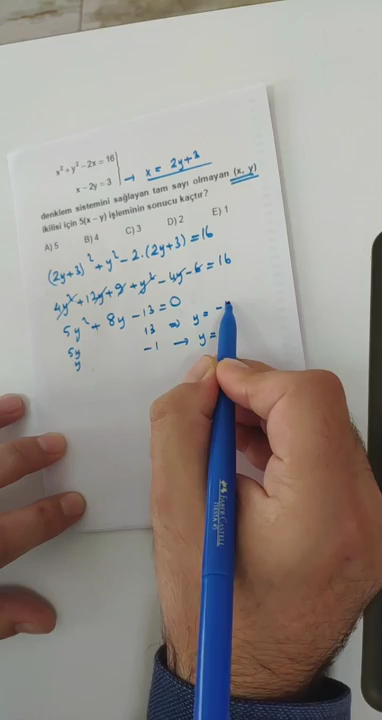 x² + y² - 2x = 16
x - 2y = 3 → x = 2y+3
denklem sistemini sağlayan tam sayı olmayan (x, y)
ikilisi için 5(x – y) işleminin sonucu kaçtır?
A) 5 B) 4 C) 3 D) 2 E) 1
(2y+3)² + y² - 2.(2y+3) = 16
4y² + 12y + 9 + y² - 4y - 6 = 16
5y² + 8y - 13 = 0
5y 13 ⇒ y = -
y -1 → y =
FABER-CASTELL